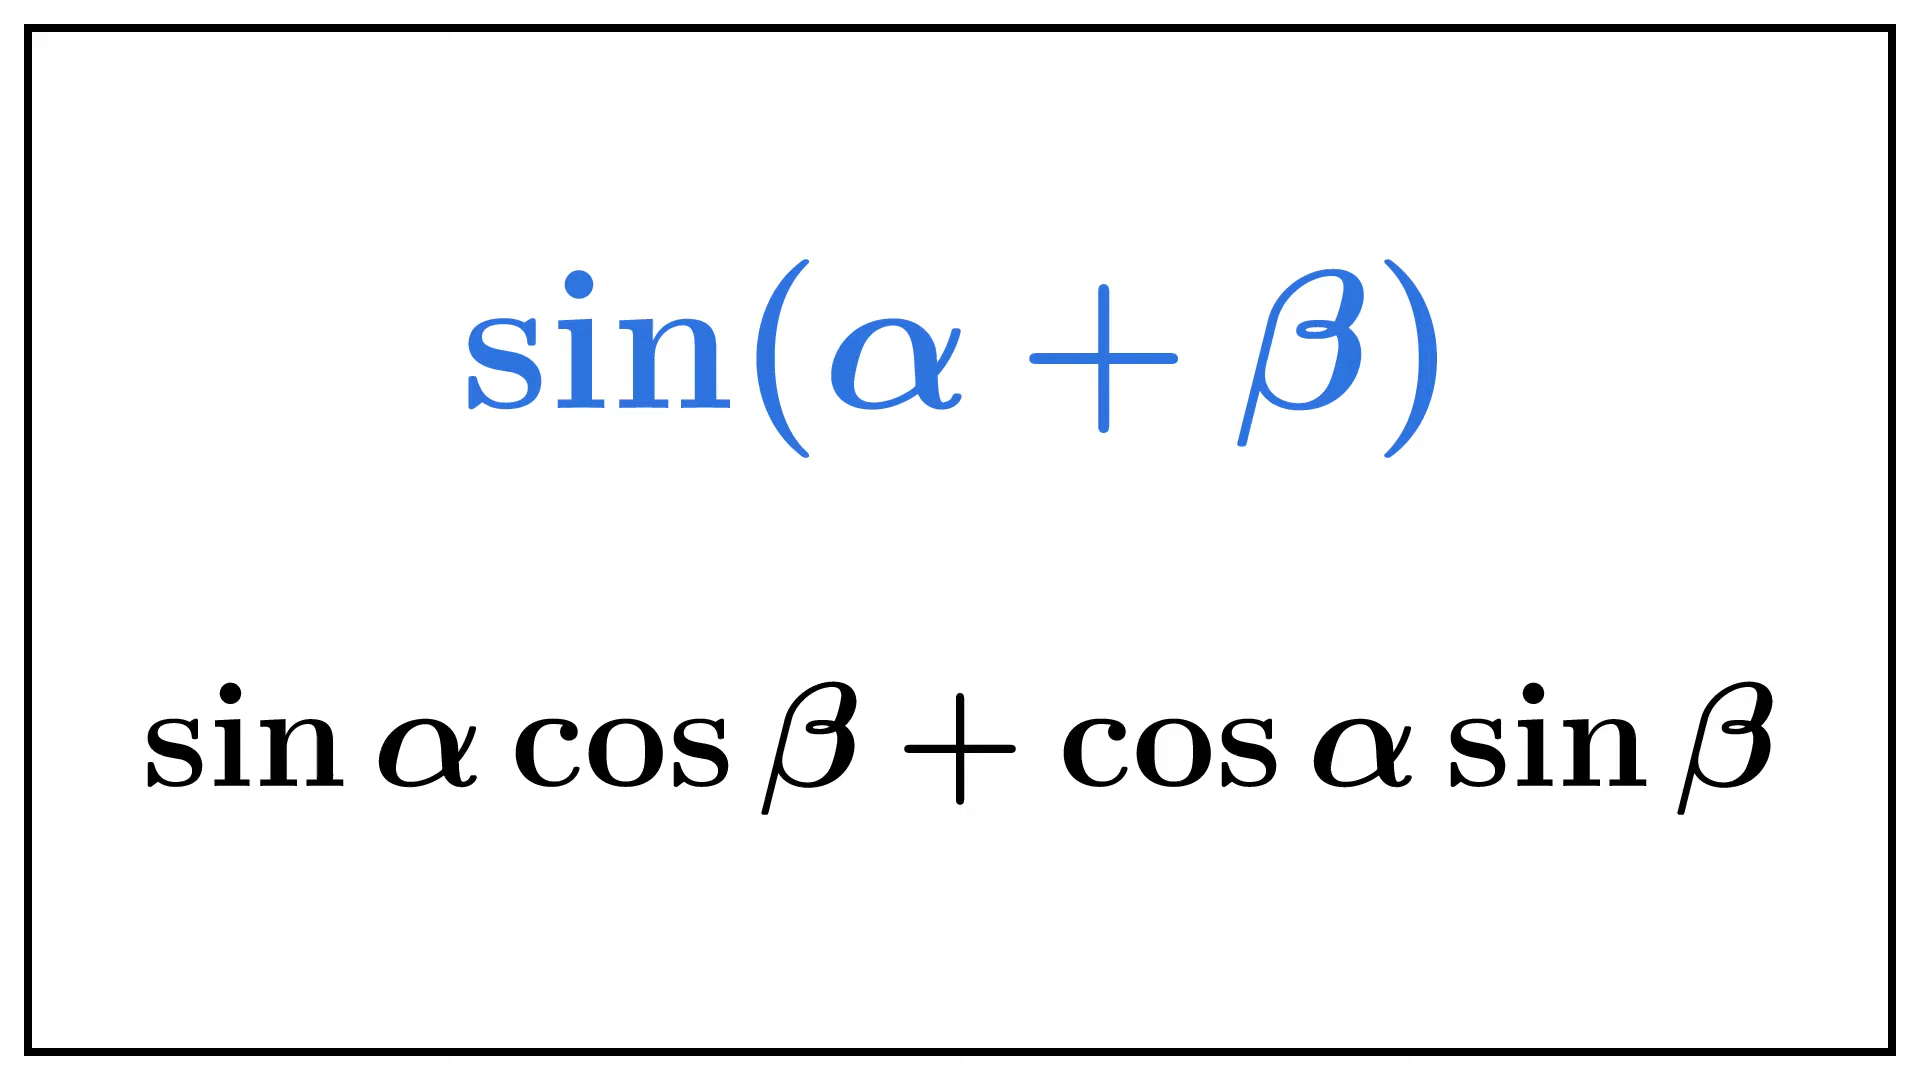 sin(α + β)
sin α cos β + cos α sin β